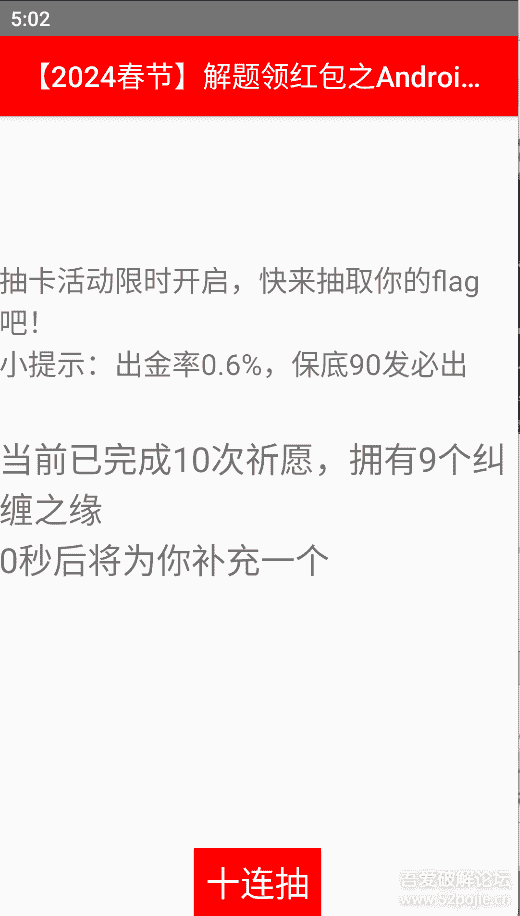 5:02
【2024春节】解题领红包之Androi...
抽卡活动限时开启，快来抽取你的flag
吧！
小提示：出金率0.6%，保底90发必出
当前已完成10次祈愿，拥有9个纠
缠之缘
0秒后将为你补充一个
十连抽
吾爱破解论坛
www.52pojie.cn